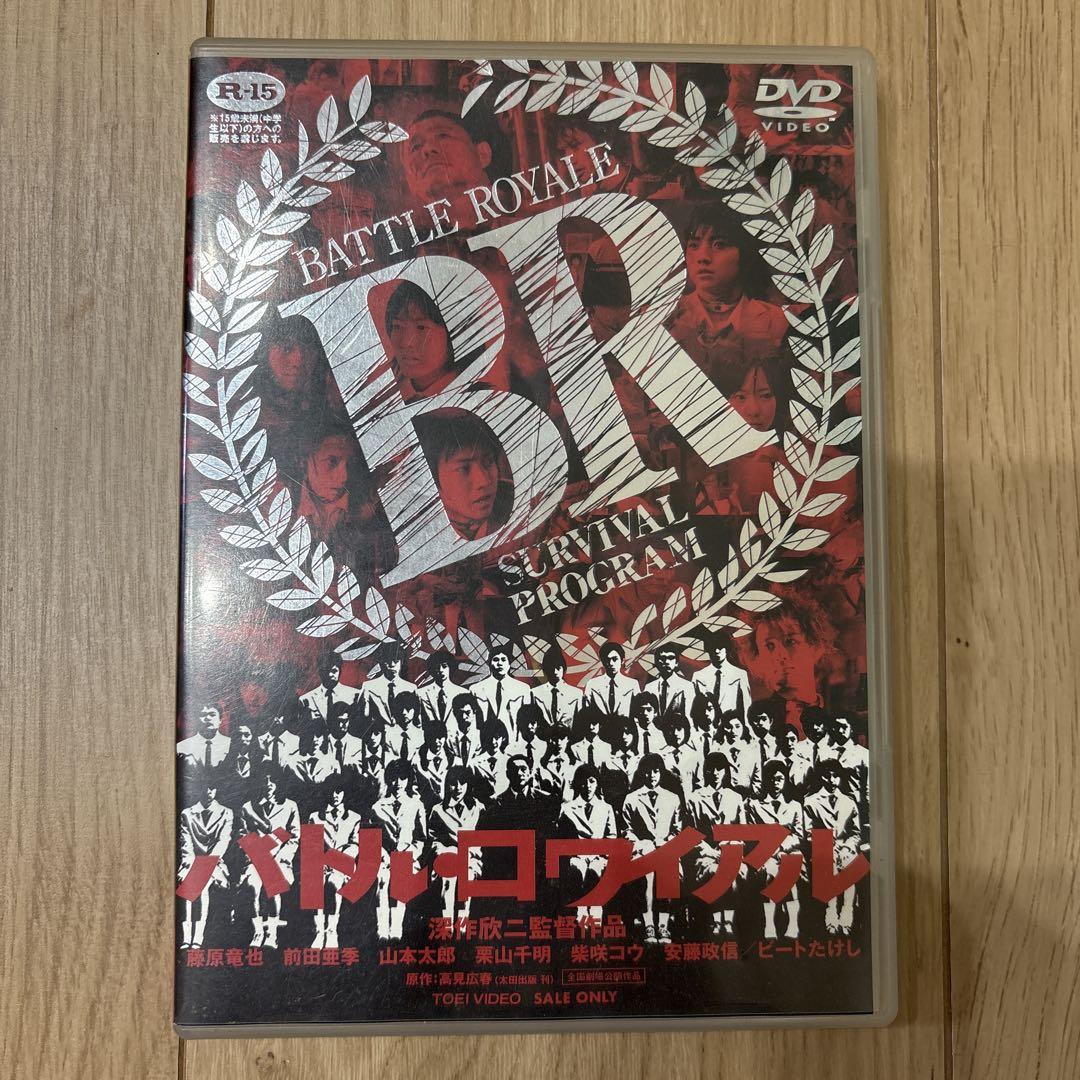 R-15
※15歳未満(中学
生以下)の方への
販売を禁じます。
DVD
VIDEO
BATTLE ROYALE
BR
SURVIVAL
PROGRAM
バトル・ロワイアル
深作欣二監督作品
藤原竜也 前田亜季 山本太郎 栗山千明 柴咲コウ 安藤政信／ビートたけし
原作：高見広春(太田出版 刊) 全国劇場公開作品
TOEI VIDEO SALE ONLY